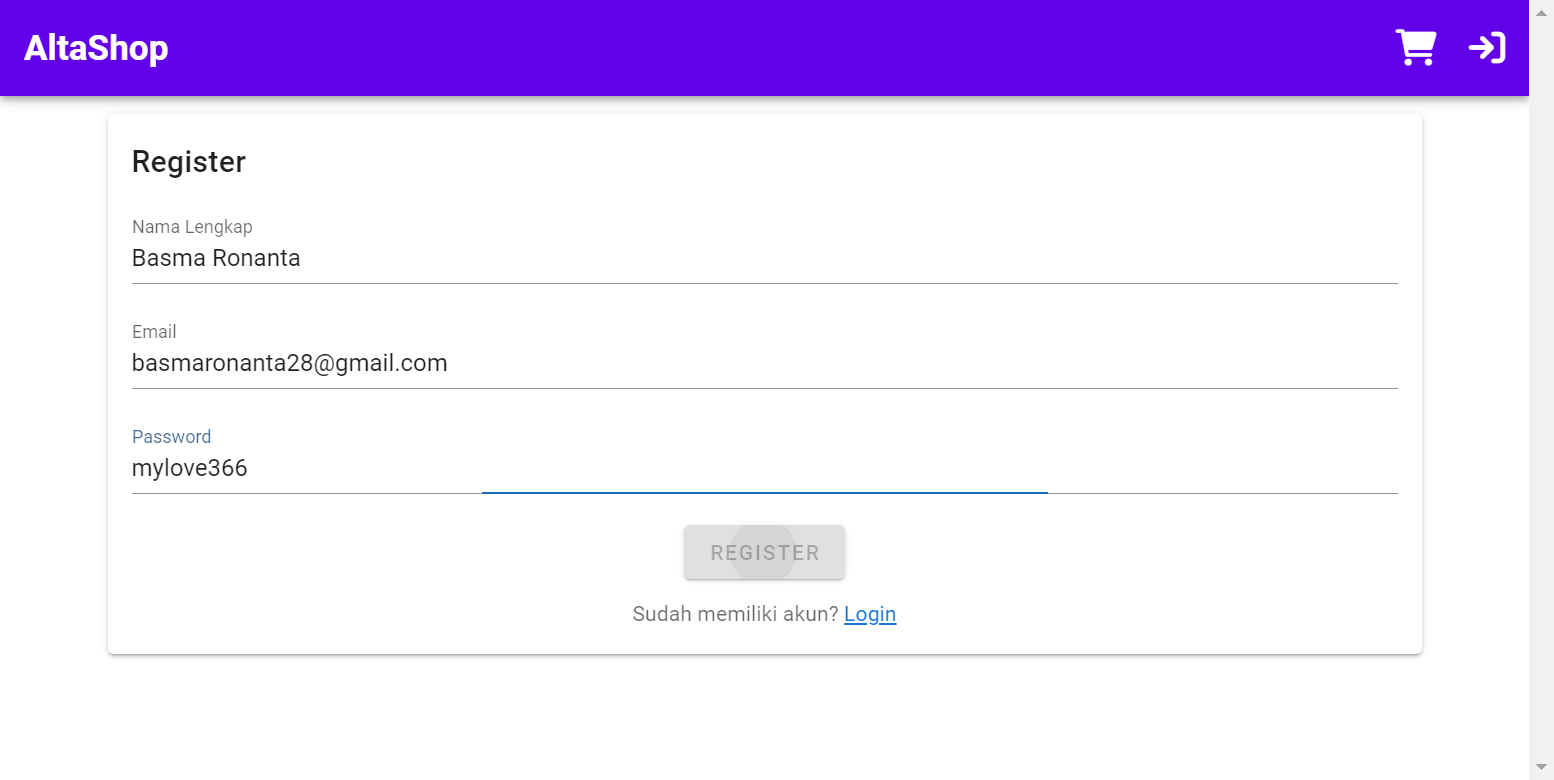 AltaShop
Register
Nama Lengkap
Basma Ronanta
Email
basmaronanta28@gmail.com
Password
mylove366
REGISTER
Sudah memiliki akun? Login